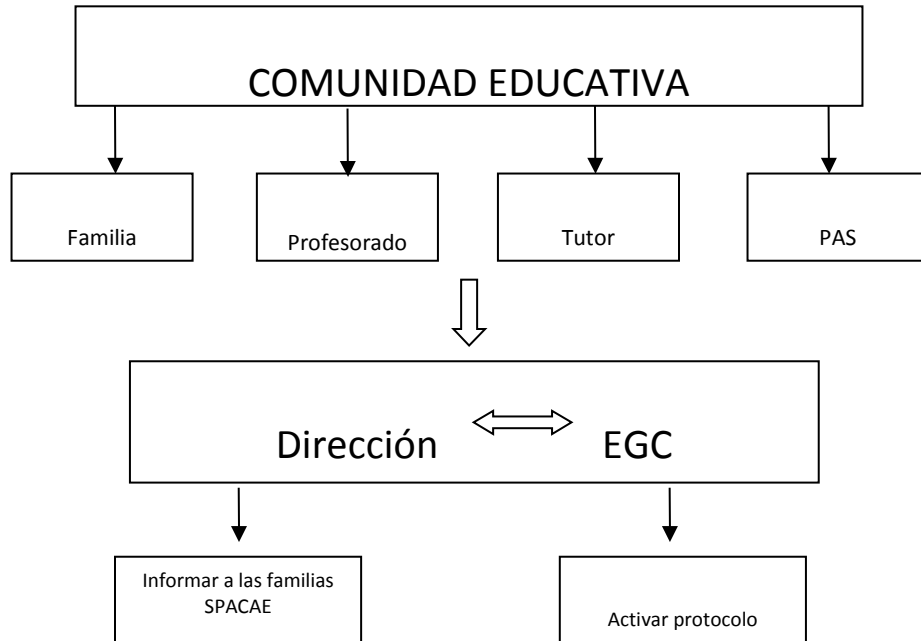 COMUNIDAD EDUCATIVA
Familia
Profesorado
Tutor
PAS
Dirección
EGC
Informar a las familias
SPACAE
Activar protocolo